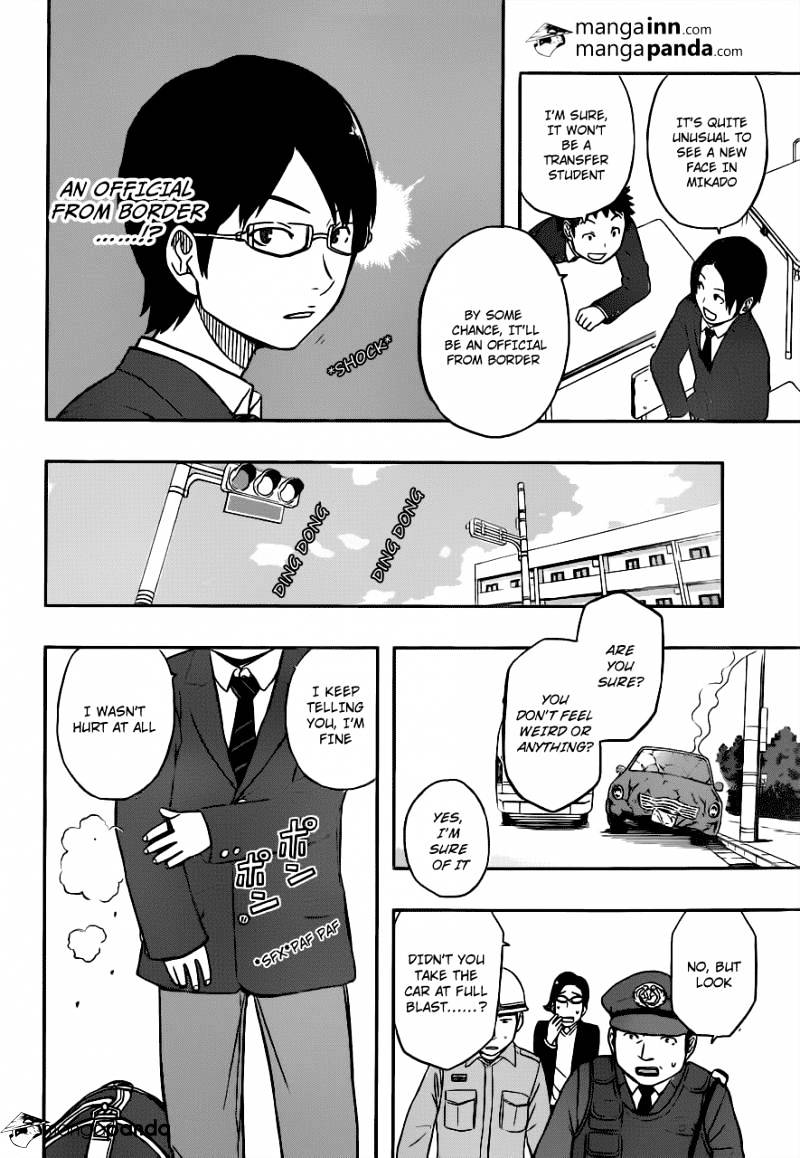 mangainn.com
mangapanda.com
IT'S QUITE
UNUSUAL TO
SEE A NEW
FACE IN
MIKADO
I'M SURE,
IT WON'T
BE A
TRANSFER
STUDENT
BY SOME
CHANCE, IT'LL
BE AN OFFICIAL
FROM BORDER
AN OFFICIAL
FROM BORDER
......!?
*SHOCK*
DING DONG
DING DONG
ARE
YOU
SURE?
YOU
DON'T FEEL
WEIRD OR
ANYTHING?
YES,
I'M
SURE OF
IT
I KEEP
TELLING
YOU, I'M
FINE
I WASN'T
HURT AT ALL
ポン
ポン
*SFX*PAF PAF
NO, BUT
LOOK
DIDN'T YOU
TAKE THE
CAR AT FULL
BLAST......?
mangapanda